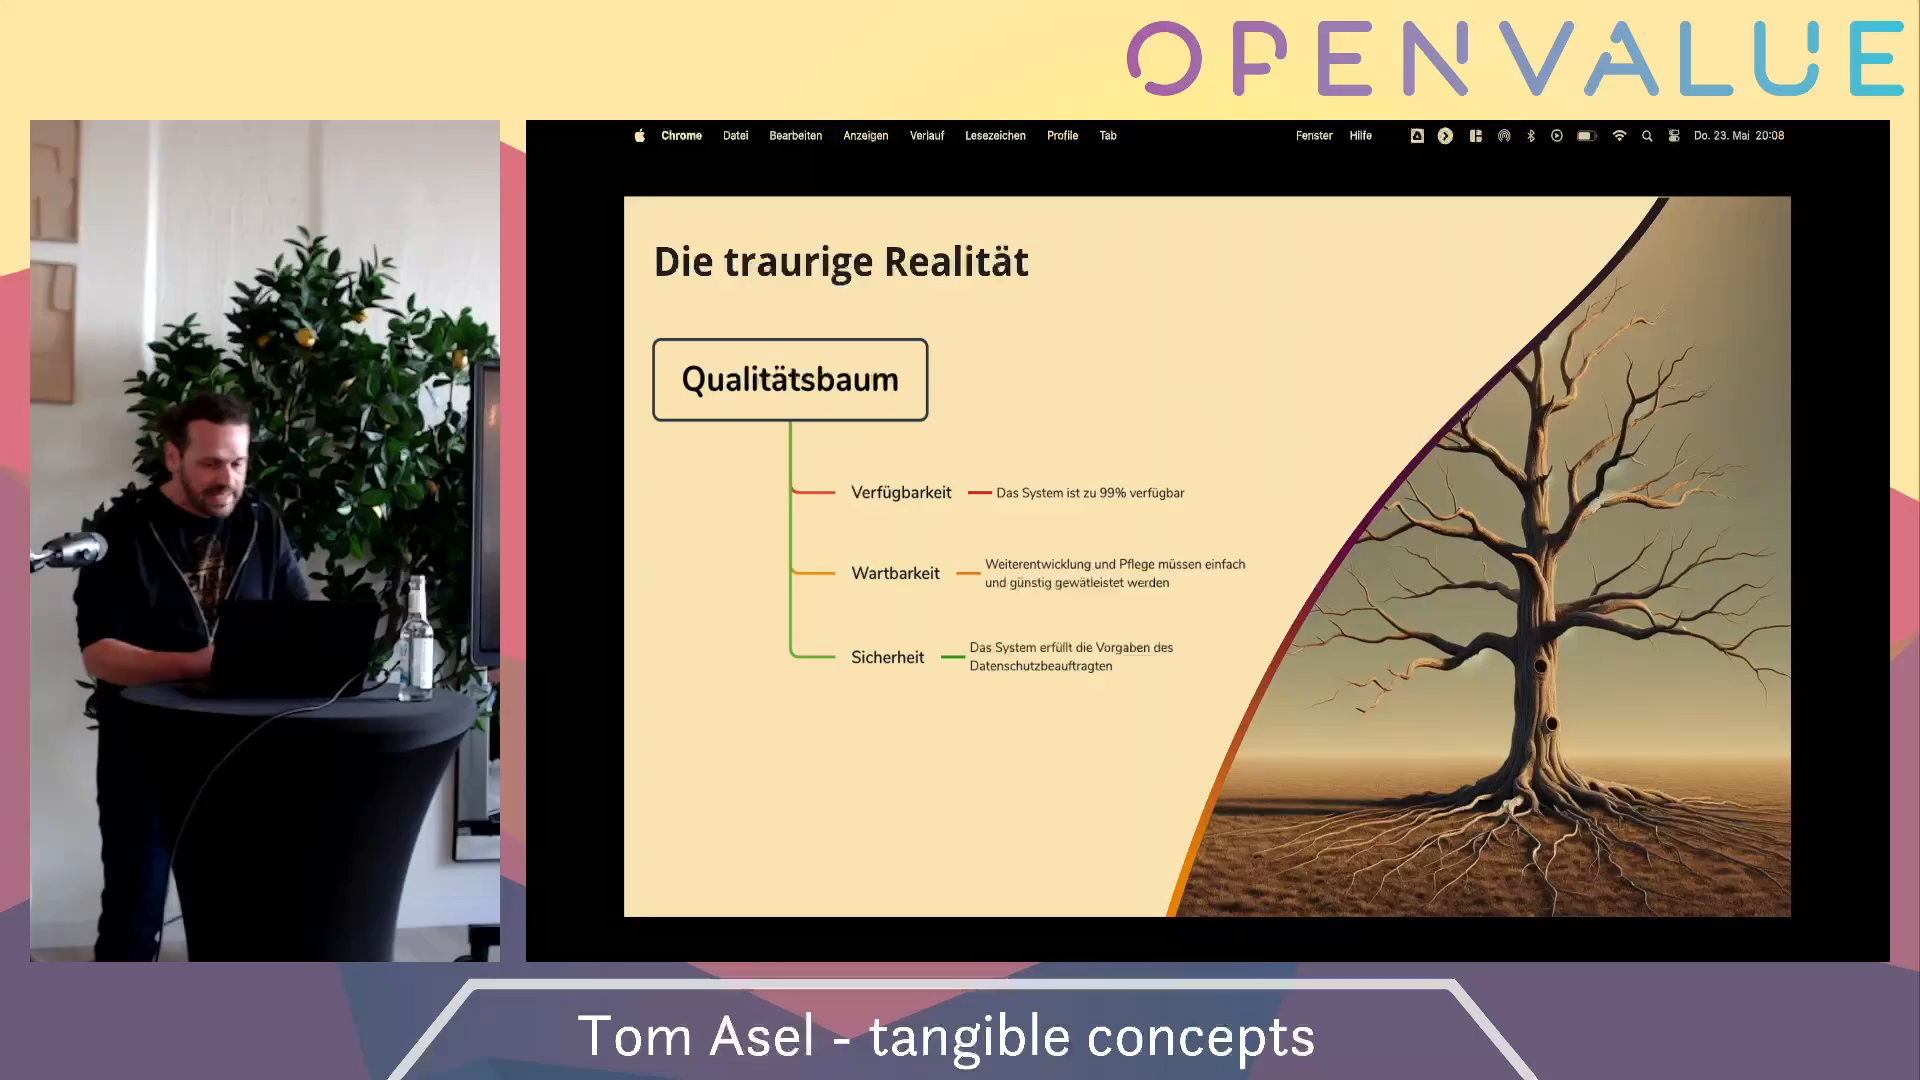 OPENVALUE
Chrome Datei Bearbeiten Anzeigen Verlauf Lesezeichen Profile Tab Fenster Hilfe Do. 23. Mai 20:08
Die traurige Realität
Qualitätsbaum
Verfügbarkeit Das System ist zu 99% verfügbar
Wartbarkeit Weiterentwicklung und Pflege müssen einfach
und günstig gewätleistet werden
Sicherheit Das System erfüllt die Vorgaben des
Datenschutzbeauftragten
Tom Asel - tangible concepts